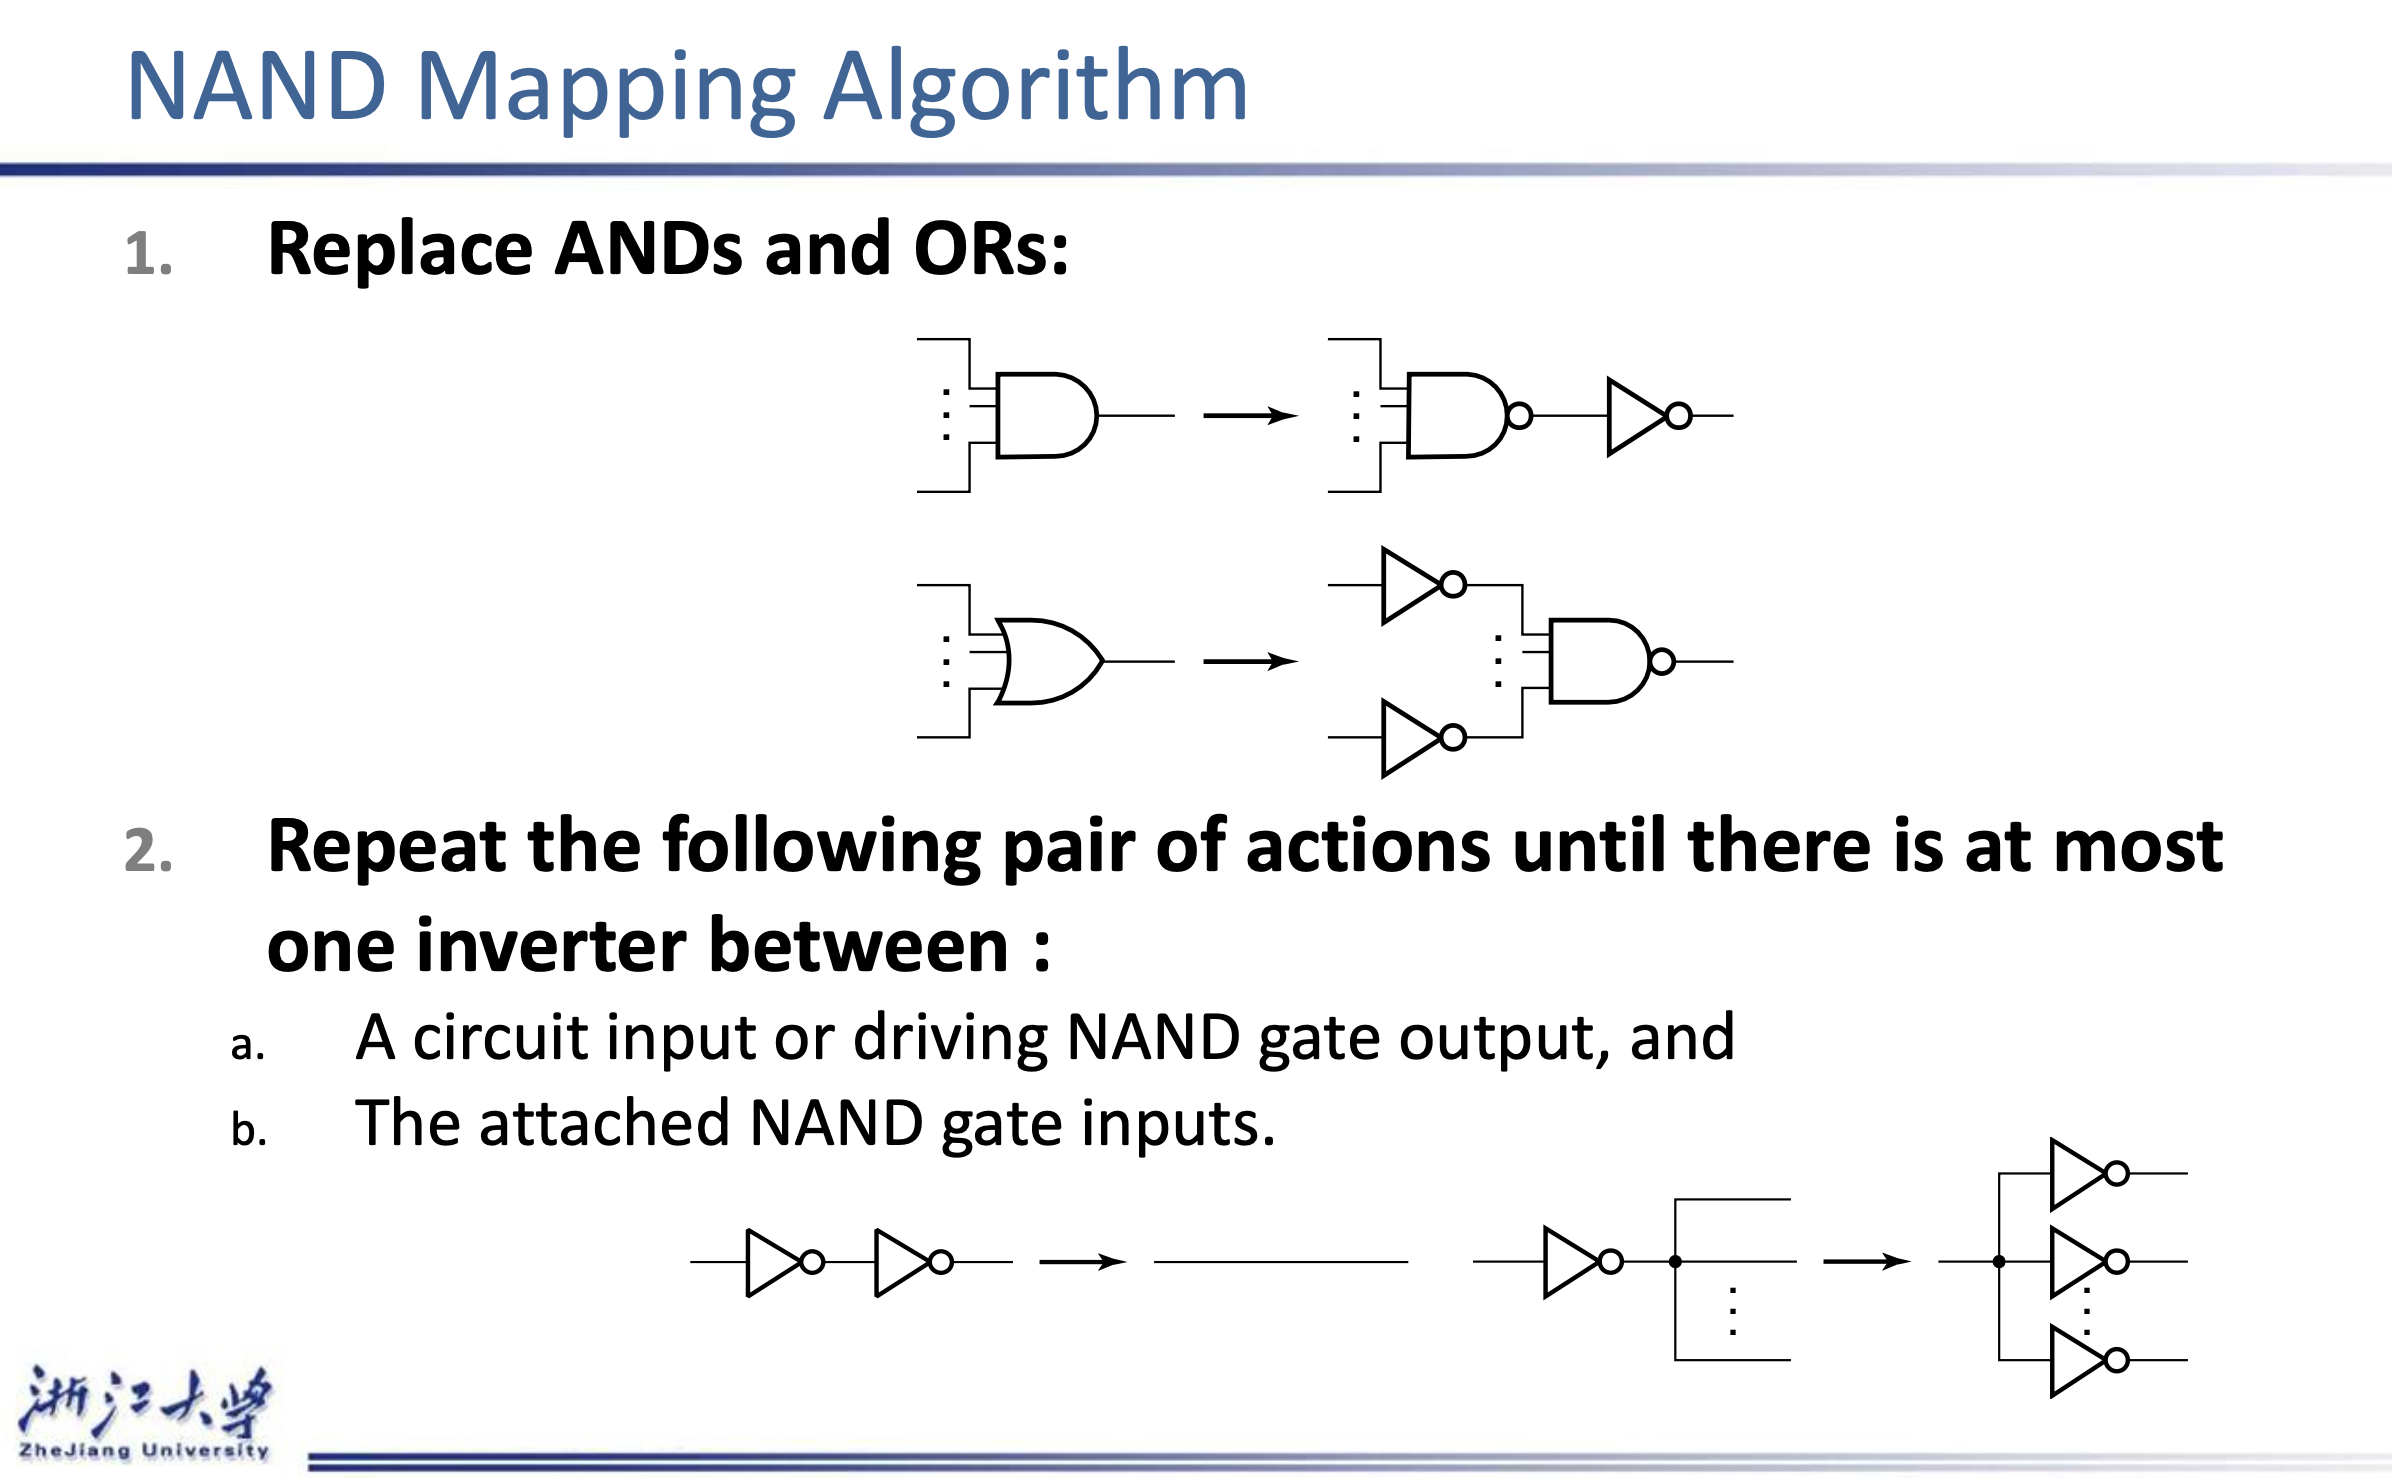 NAND Mapping Algorithm
1. Replace ANDs and ORs:
2. Repeat the following pair of actions until there is at most
one inverter between :
a. A circuit input or driving NAND gate output, and
b. The attached NAND gate inputs.
浙江大学
ZheJiang University